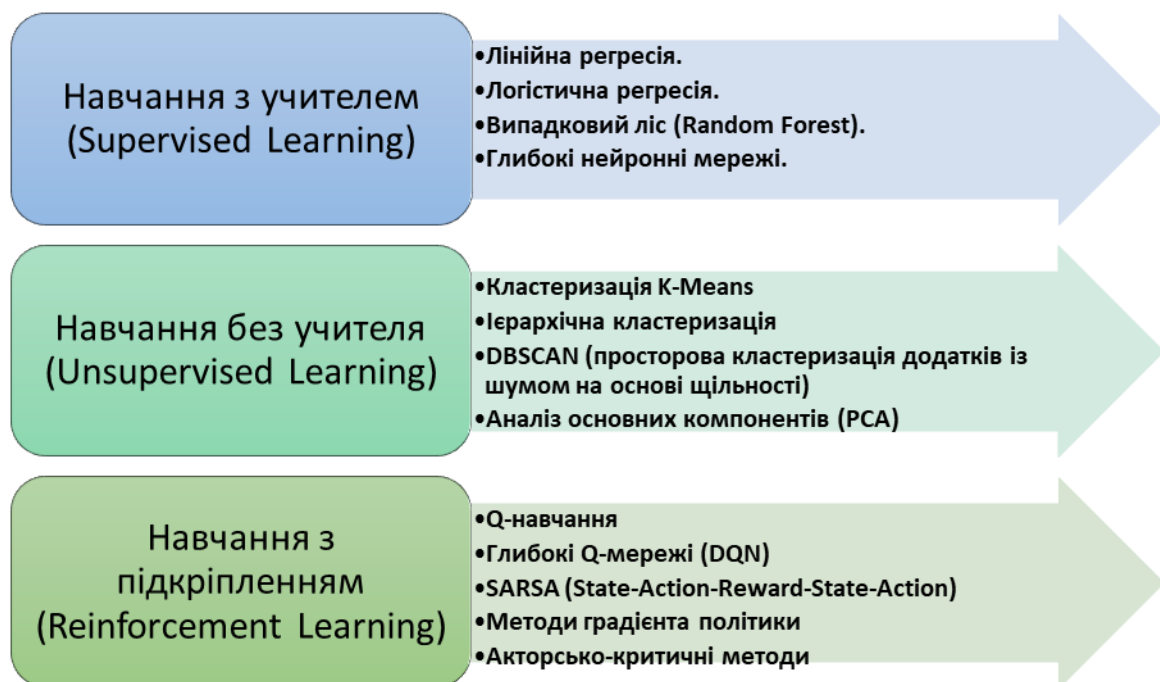 Навчання з учителем
(Supervised Learning)
•Лінійна регресія.
•Логістична регресія.
•Випадковий ліс (Random Forest).
•Глибокі нейронні мережі.
Навчання без учителя
(Unsupervised Learning)
•Кластеризація K-Means
•Ієрархічна кластеризація
•DBSCAN (просторова кластеризація додатків із
шумом на основі щільності)
•Аналіз основних компонентів (PCA)
Навчання з
підкріпленням
(Reinforcement Learning)
•Q-навчання
•Глибокі Q-мережі (DQN)
•SARSA (State-Action-Reward-State-Action)
•Методи градієнта політики
•Акторсько-критичні методи